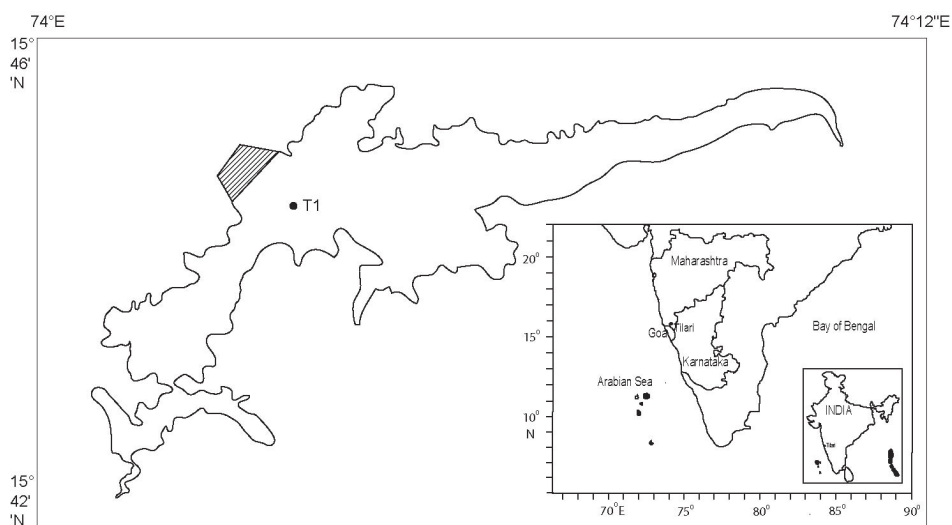 74°E
74°12"E
15°
46'
'N
T1
20°
Maharashtra
Goa
Tilari
15°
Bay of Bengal
Karnataka
Arabian Sea
10°
N
INDIA
Tilari
15°
42'
'N
70°E
75°
80°
85°
90°